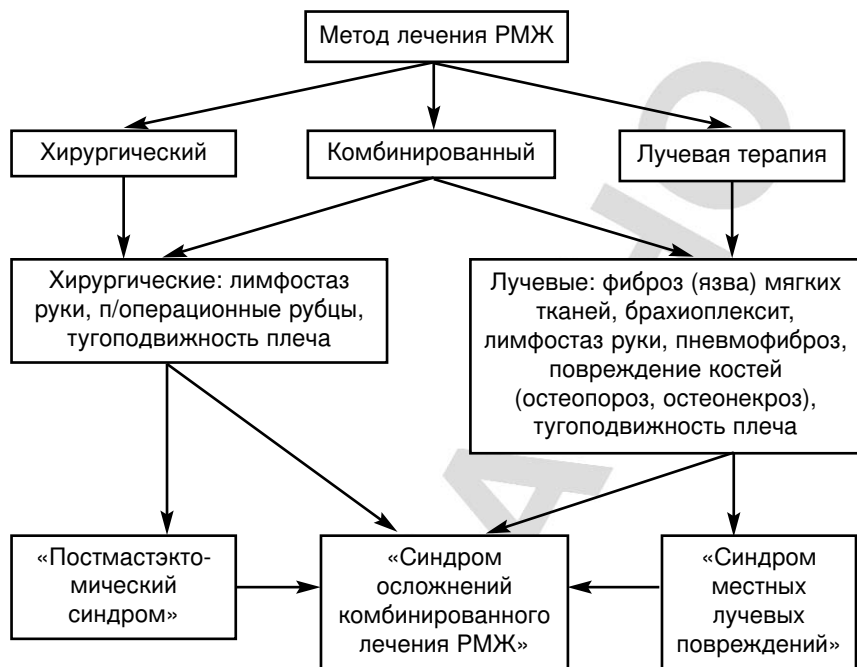 Метод лечения РМЖ
Хирургический
Комбинированный
Лучевая терапия
Хирургические: лимфостаз
руки, п/операционные рубцы,
тугоподвижность плеча
Лучевые: фиброз (язва) мягких
тканей, брахиоплексит,
лимфостаз руки, пневмофиброз,
повреждение костей
(остеопороз, остеонекроз),
тугоподвижность плеча
«Постмастэкто-
мический
синдром»
«Синдром
осложнений
комбинированного
лечения РМЖ»
«Синдром
местных
лучевых
повреждений»